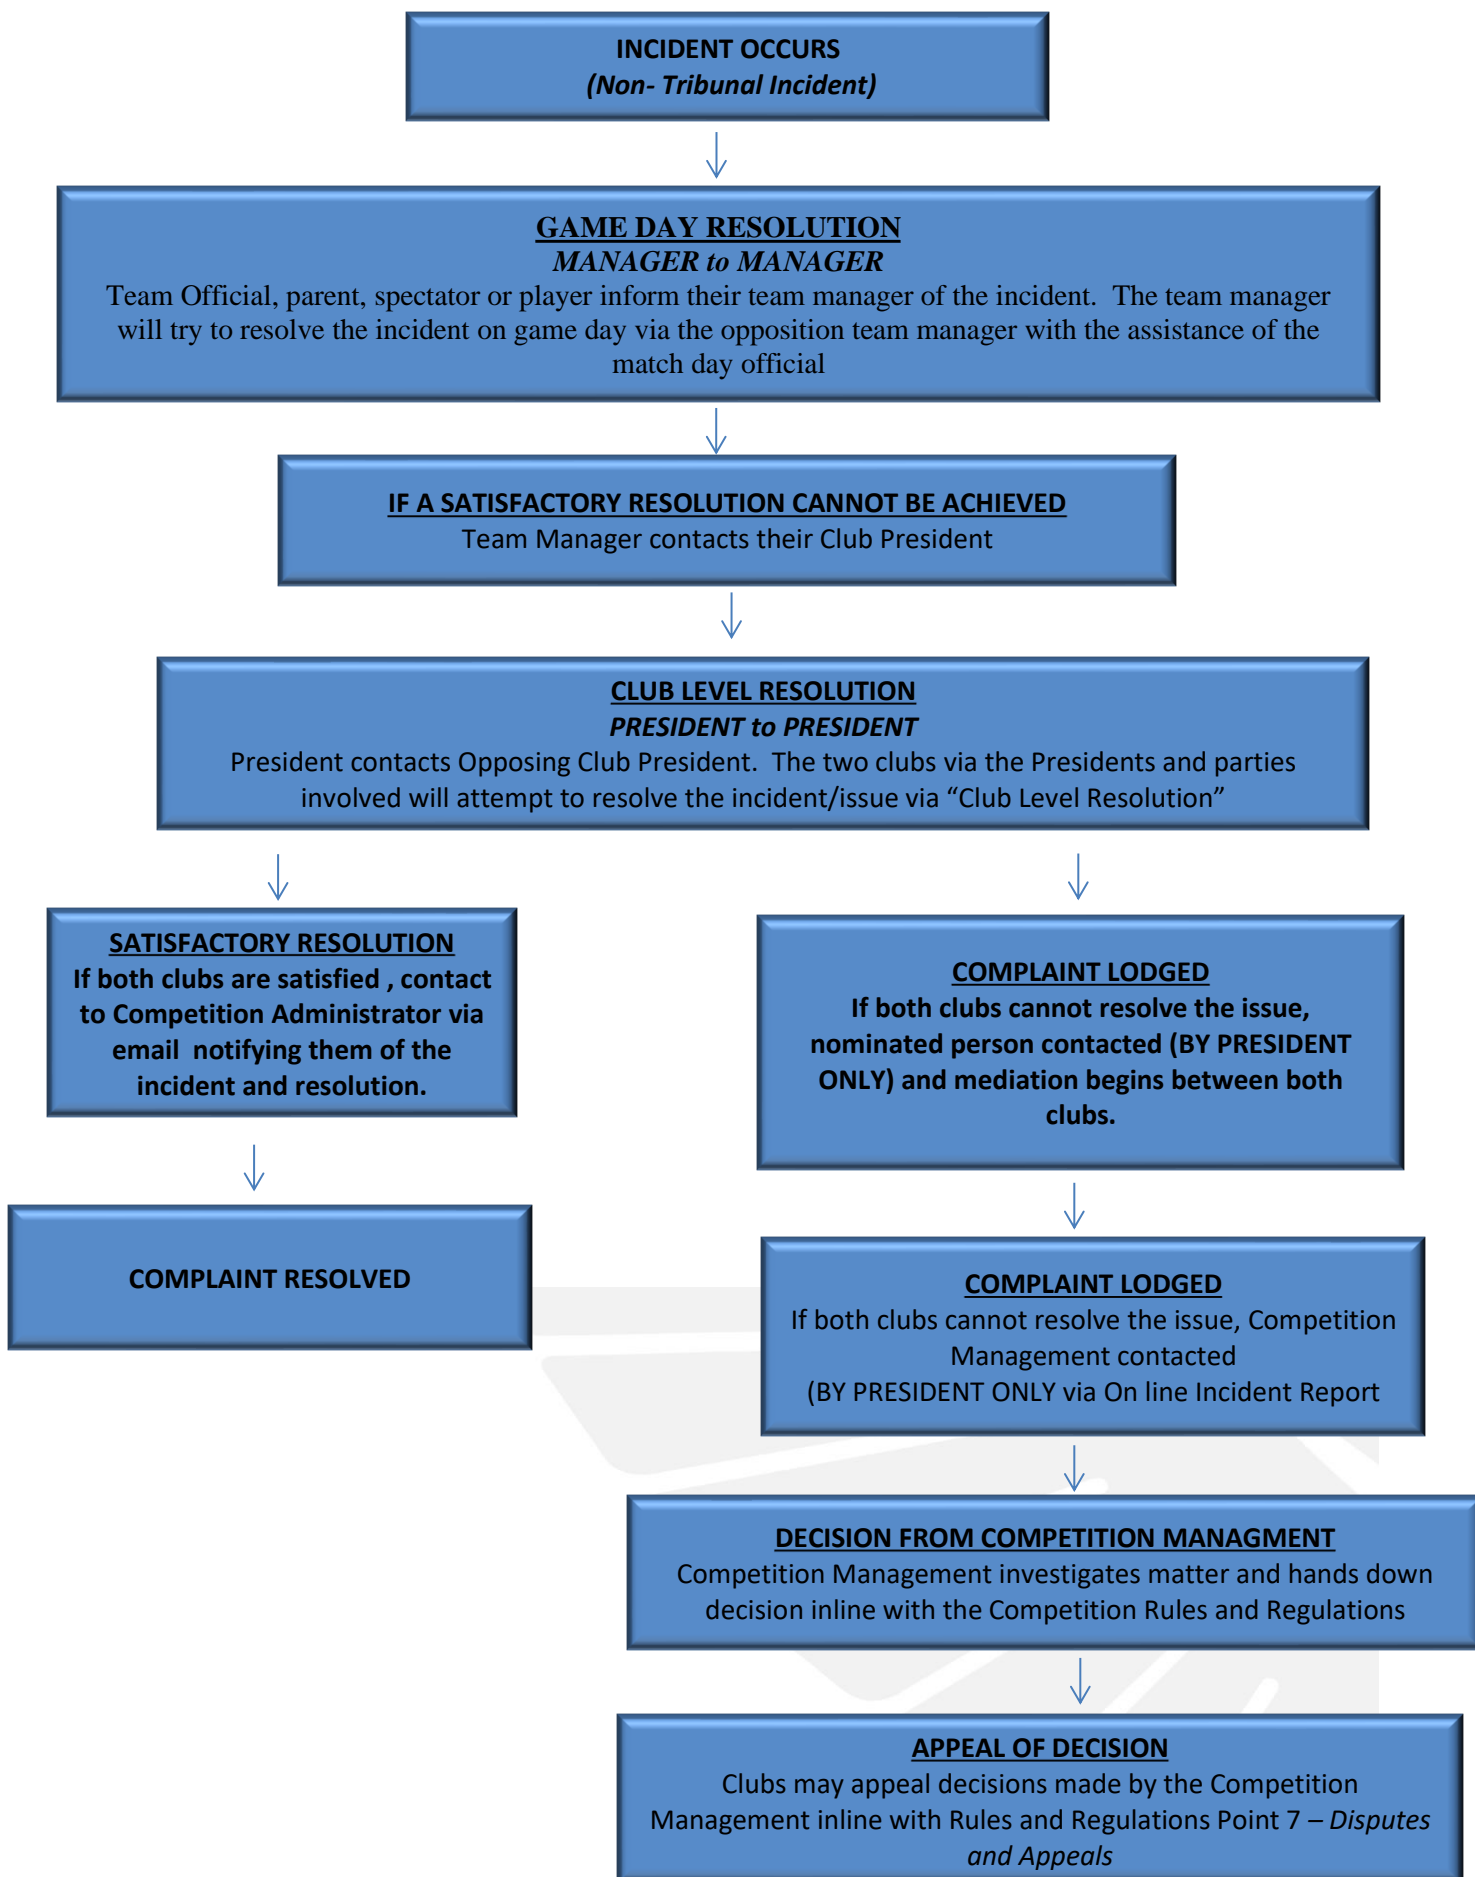 INCIDENT OCCURS
(Non- Tribunal Incident)
GAME DAY RESOLUTION
MANAGER to MANAGER
Team Official, parent, spectator or player inform their team manager of the incident.  The team manager
will try to resolve the incident on game day via the opposition team manager with the assistance of the
match day official
IF A SATISFACTORY RESOLUTION CANNOT BE ACHIEVED
Team Manager contacts their Club President
CLUB LEVEL RESOLUTION
PRESIDENT to PRESIDENT
President contacts Opposing Club President.  The two clubs via the Presidents and parties
involved will attempt to resolve the incident/issue via “Club Level Resolution”
SATISFACTORY RESOLUTION
If both clubs are satisfied , contact
to Competition Administrator via
email  notifying them of the
incident and resolution.
COMPLAINT RESOLVED
COMPLAINT LODGED
If both clubs cannot resolve the issue,
nominated person contacted (BY PRESIDENT
ONLY) and mediation begins between both
clubs.
COMPLAINT LODGED
If both clubs cannot resolve the issue, Competition
Management contacted
(BY PRESIDENT ONLY via On line Incident Report
DECISION FROM COMPETITION MANAGMENT
Competition Management investigates matter and hands down
decision inline with the Competition Rules and Regulations
APPEAL OF DECISION
Clubs may appeal decisions made by the Competition
Management inline with Rules and Regulations Point 7 – Disputes
and Appeals